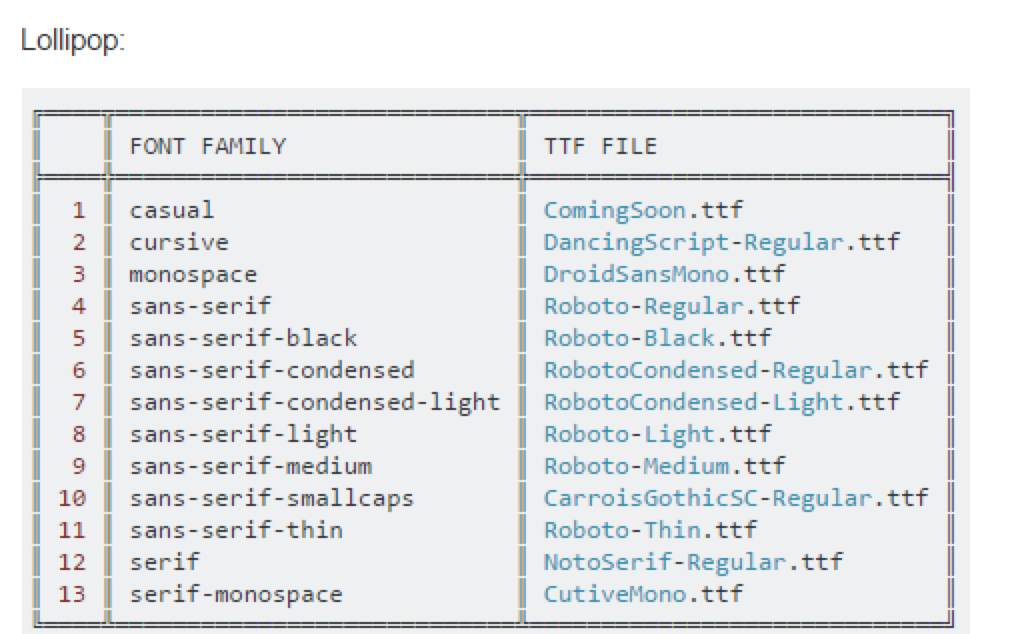 Lollipop:
FONT FAMILY TTF FILE
1 casual ComingSoon.ttf
2 cursive DancingScript-Regular.ttf
3 monospace DroidSansMono.ttf
4 sans-serif Roboto-Regular.ttf
5 sans-serif-black Roboto-Black.ttf
6 sans-serif-condensed RobotoCondensed-Regular.ttf
7 sans-serif-condensed-light RobotoCondensed-Light.ttf
8 sans-serif-light Roboto-Light.ttf
9 sans-serif-medium Roboto-Medium.ttf
10 sans-serif-smallcaps CarroisGothicSC-Regular.ttf
11 sans-serif-thin Roboto-Thin.ttf
12 serif NotoSerif-Regular.ttf
13 serif-monospace CutiveMono.ttf